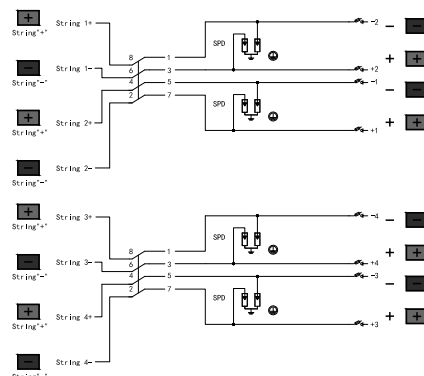 + String 1+ -2 - -
String"+"
SPD
8 1
- String 1- 6 3 +2 + +
String"-"
4 5 -1 - -
+ 2 7 SPD
String"+" String 2+ +1 + +
- String 2-
String"-"
+ String 3+ -4 - -
String"+"
SPD
8 1
- String 3- 6 3 +4 + +
String"-"
4 5 -3 - -
+ 2 7 SPD
String"+" String 4+ +3 + +
- String 4-
String"-"